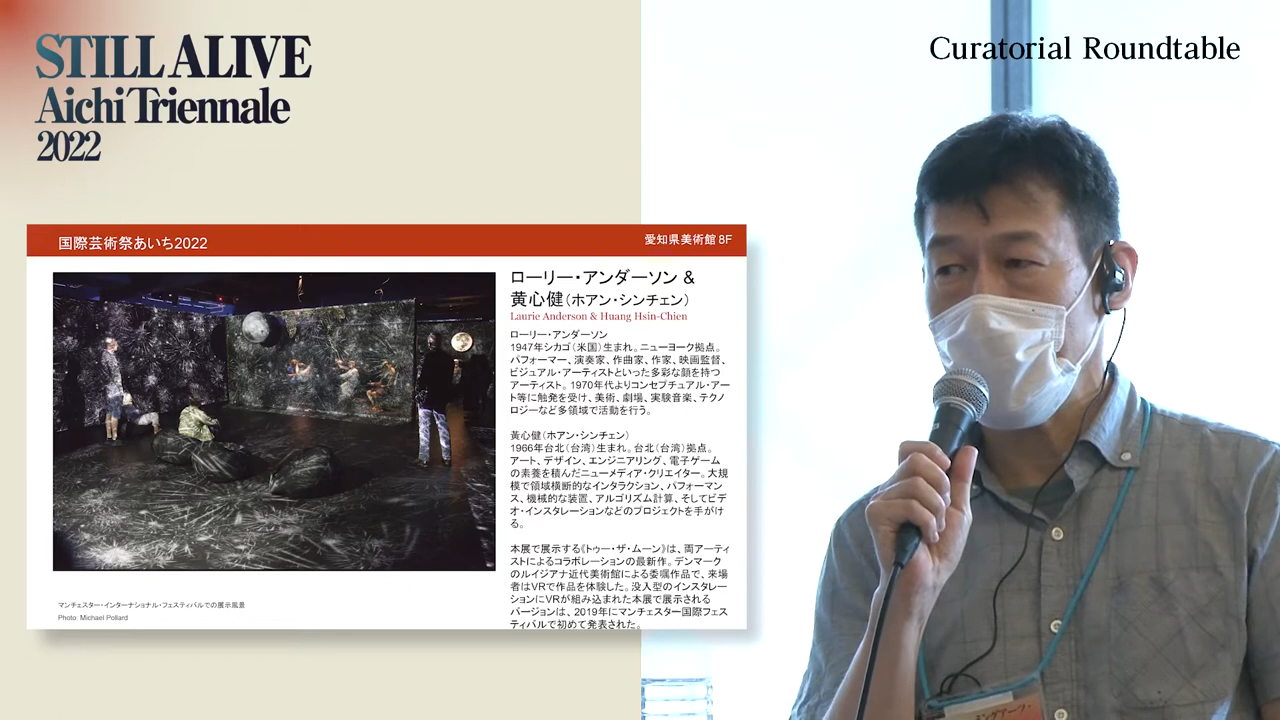 STILL ALIVE
Aichi Triennale
2022
Curatorial Roundtable
国際芸術祭あいち2022
愛知県美術館 8F
ローリー・アンダーソン &
黄心健(ホアン・シンチェン)
Laurie Anderson & Huang Hsin-Chien
ローリー・アンダーソン
1947年シカゴ(米国)生まれ。ニューヨーク拠点。
パフォーマー、演奏家、作曲家、作家、映画監督、
ビジュアル・アーティストといった多彩な顔を持つ
アーティスト。1970年代よりコンセプチュアル・アー
ト等に触発を受け、美術、劇場、実験音楽、テクノ
ロジーなど多領域で活動を行う。
黃心健(ホアン・シンチェン)
1966年台北(台湾)生まれ。台北(台湾)拠点。
アート、デザイン、エンジニアリング、電子ゲーム
の素養を積んだニューメディア・クリエイター。大規
模で領域横断的なインタラクション、パフォーマン
ス、機械的な装置、アルゴリズム計算、そしてビデ
オ・インスタレーションなどのプロジェクトを手がけ
る。
本展で展示する《トゥー・ザ・ムーン》は、両アーティ
ストによるコラボレーションの最新作。デンマーク
のルイジアナ近代美術館による委嘱作品で、来場
者はVRで作品を体験した。没入型のインスタレー
ションにVRが組み込まれた本展で展示される
バージョンは、2019年にマンチェスター国際フェス
ティバルで初めて発表された。
マンチェスター・インターナショナル・フェスティバルでの展示風景
Photo: Michael Pollard